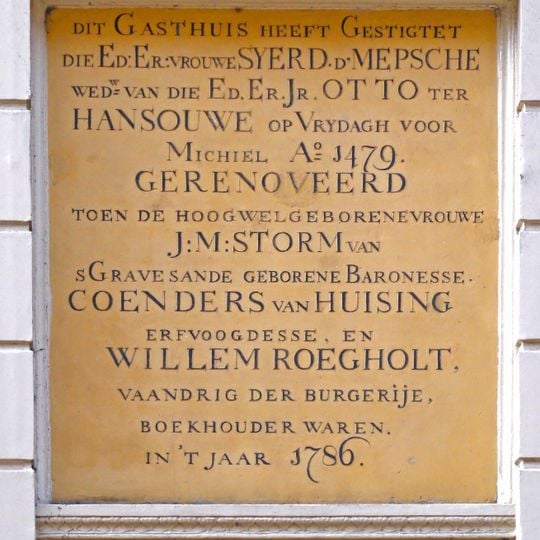 DIT GASTHUIS HEEFT GESTIGTET
DIE ED: ER: VROUWE SYERD. d'. MEPSCHE
WEDᵂ. VAN DIE ED. ER. JR. OTTO TER
HANSOUWE OP VRYDAGH VOOR
MICHIEL Aº 1479.
GERENOVEERD
TOEN DE HOOGWELGEBORENE VROUWE
J: M: STORM VAN
sGRAVESANDE GEBORENE BARONESSE.
COENDERS VAN HUISING
ERFVOOGDESSE, EN
WILLEM ROEGHOLT,
VAANDRIG DER BURGERIJE,
BOEKHOUDER WAREN.
IN 'T JAAR 1786.